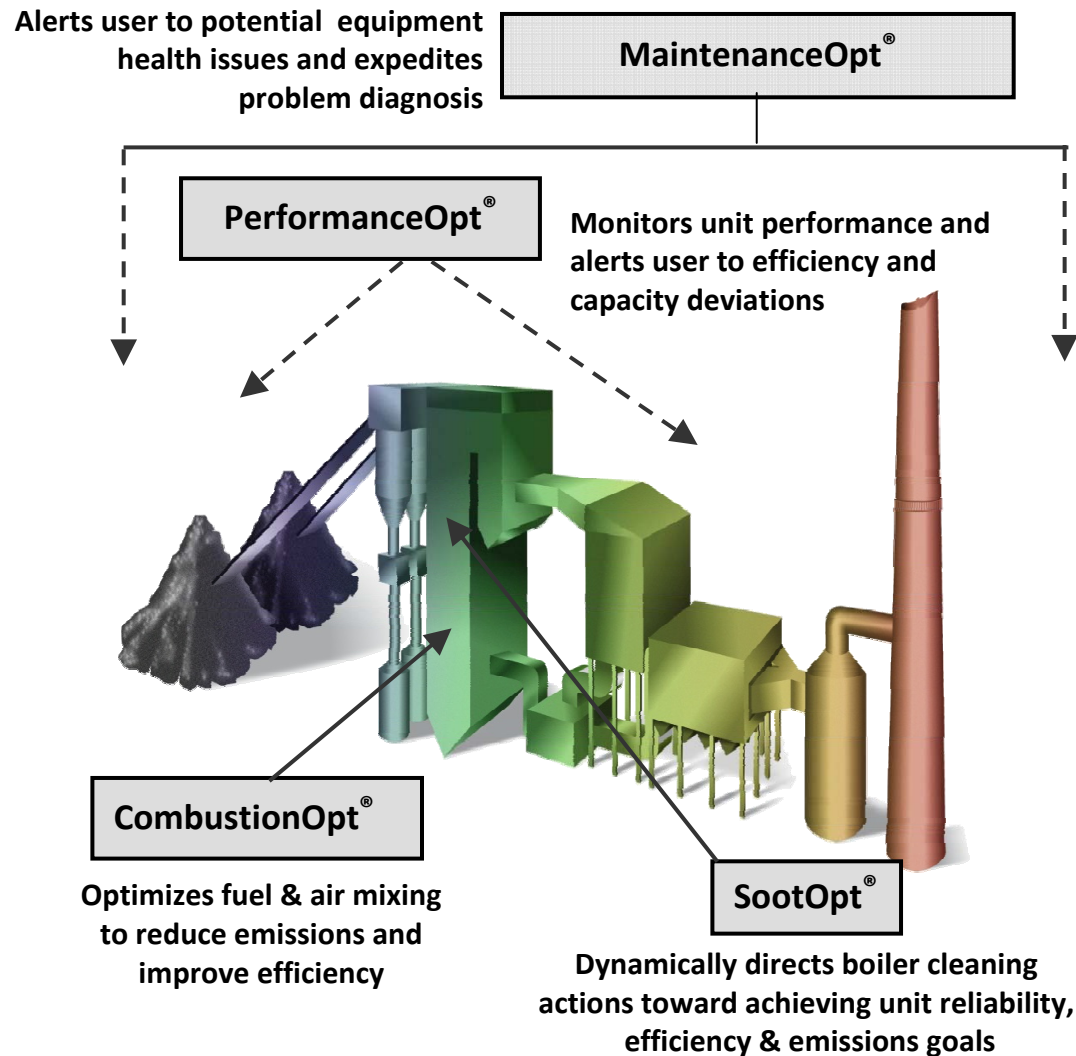 Alerts user to potential  equipment
health issues and expedites
problem diagnosis
MaintenanceOpt®
PerformanceOpt®
Monitors unit performance and
alerts user to efficiency and
capacity deviations
CombustionOpt®
Optimizes fuel & air mixing
to reduce emissions and
improve efficiency
SootOpt®
Dynamically directs boiler cleaning
actions toward achieving unit reliability,
efficiency & emissions goals